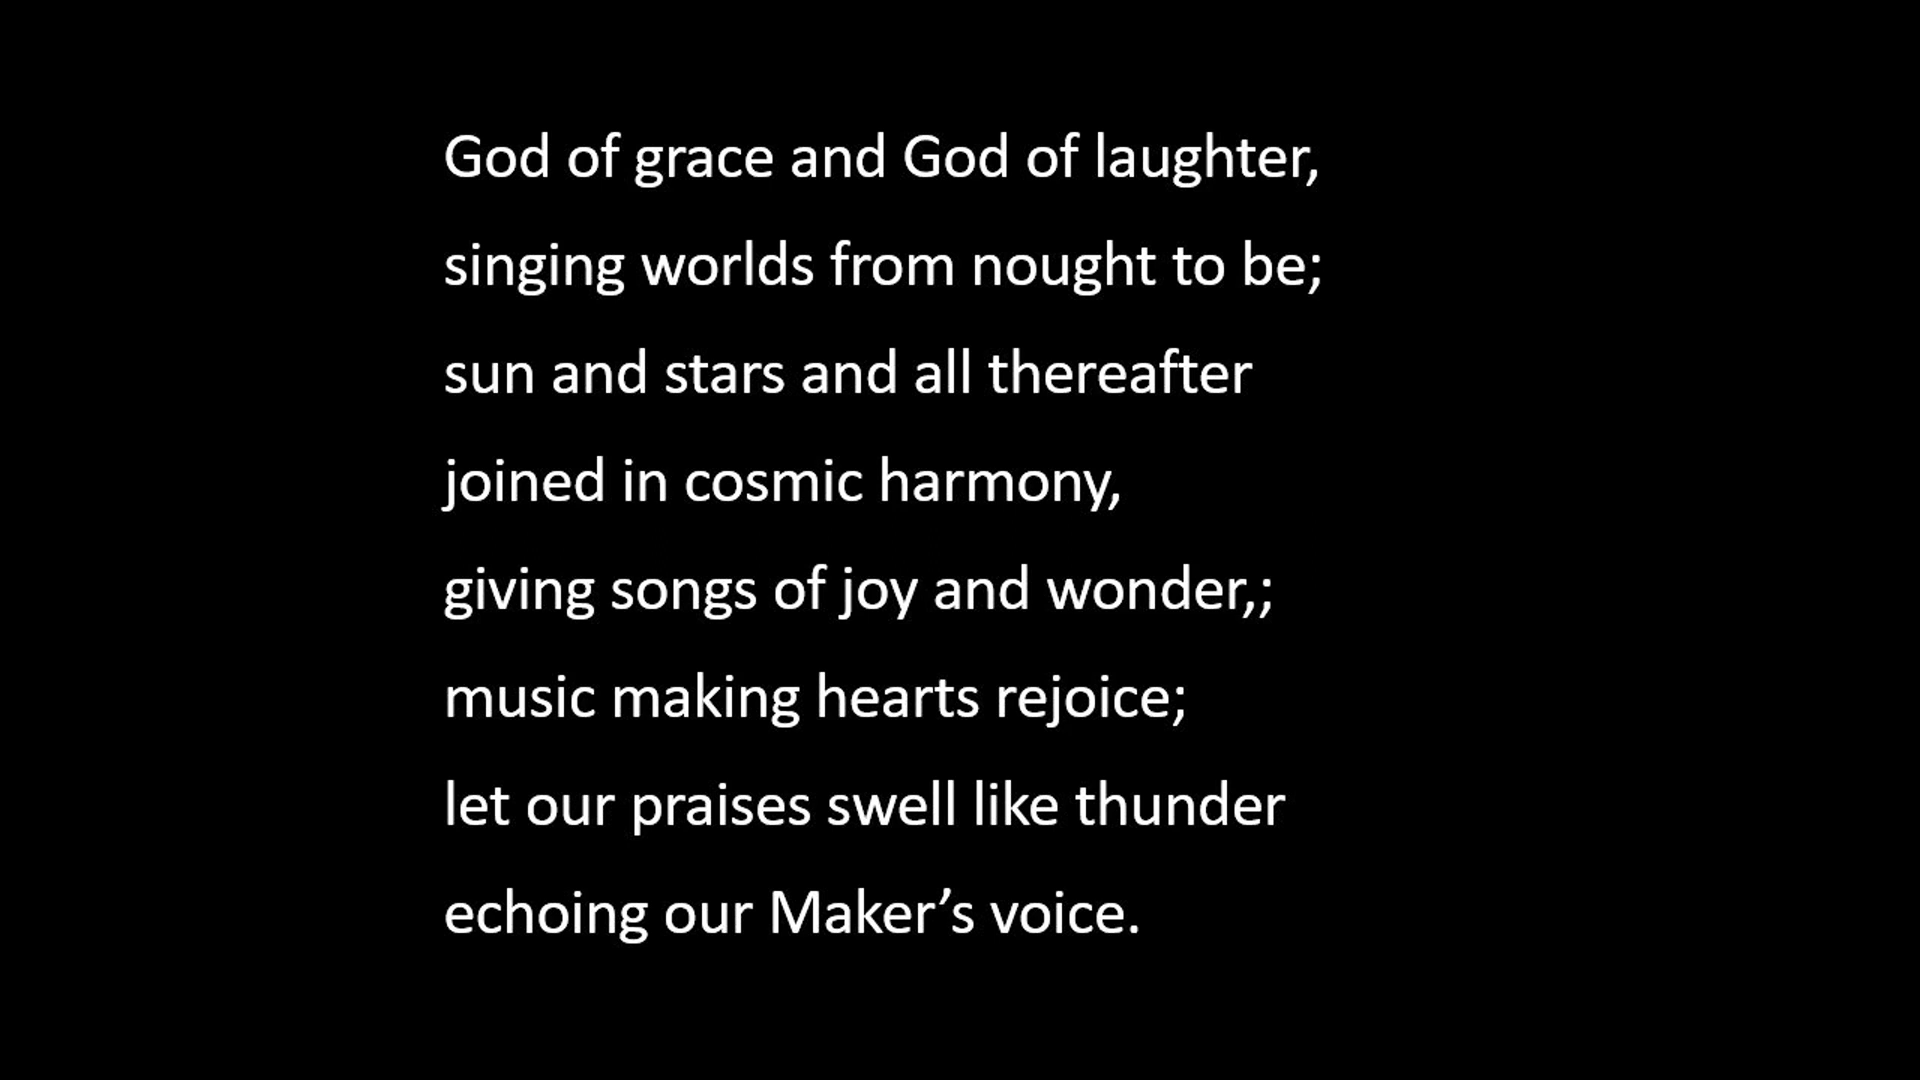 God of grace and God of laughter,
singing worlds from nought to be;
sun and stars and all thereafter
joined in cosmic harmony,
giving songs of joy and wonder,;
music making hearts rejoice;
let our praises swell like thunder
echoing our Maker’s voice.